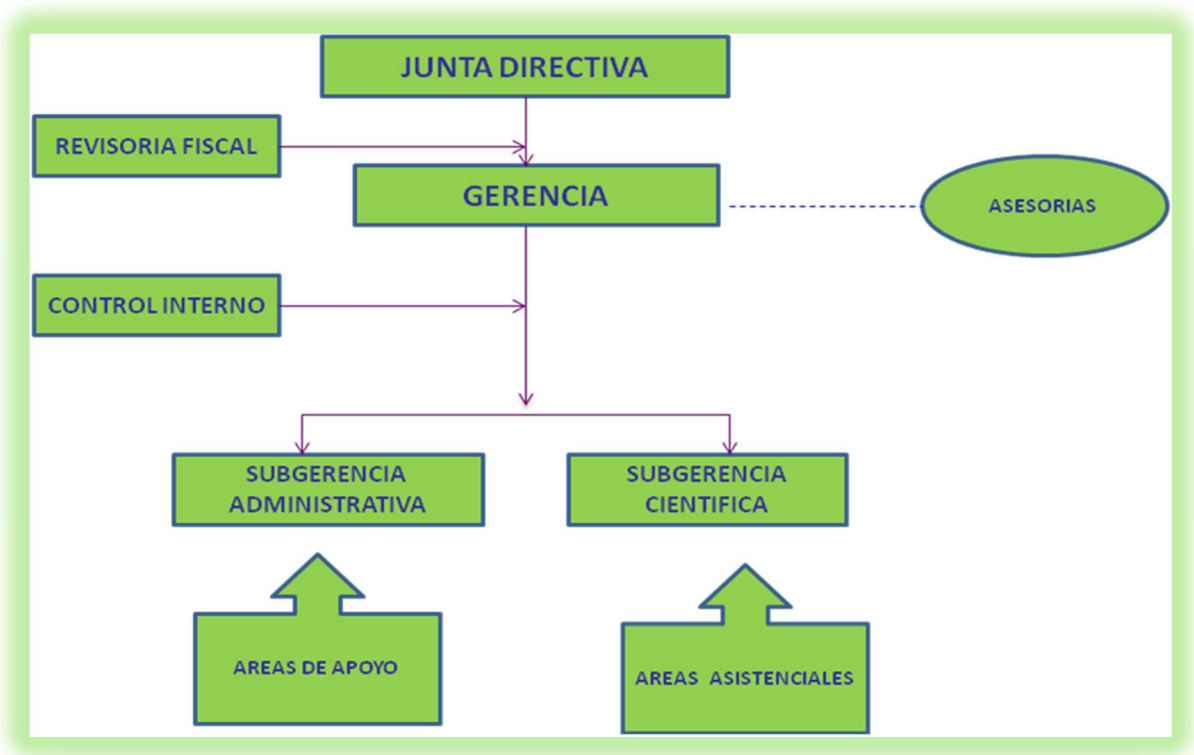 JUNTA DIRECTIVA
REVISORIA FISCAL
GERENCIA
ASESORIAS
CONTROL INTERNO
SUBGERENCIA
ADMINISTRATIVA
SUBGERENCIA
CIENTIFICA
AREAS DE APOYO
AREAS ASISTENCIALES